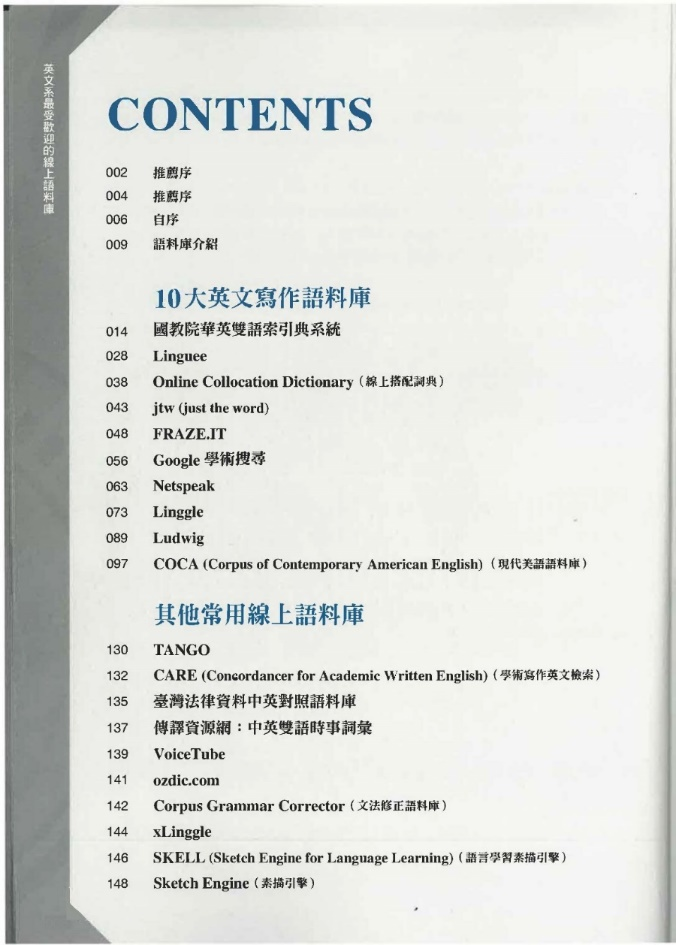 英文系最受歡迎的線上語料庫
CONTENTS
002 推薦序
004 推薦序
006 自序
009 語料庫介紹
10大英文寫作語料庫
014 國教院華英雙語索引典系統
028 Linguee
038 Online Collocation Dictionary（線上搭配詞典）
043 jtw (just the word)
048 FRAZE.IT
056 Google 學術搜尋
063 Netspeak
073 Linggle
089 Ludwig
097 COCA (Corpus of Contemporary American English)（現代美語語料庫）
其他常用線上語料庫
130 TANGO
132 CARE (Concordancer for Academic Written English)（學術寫作英文檢索）
135 臺灣法律資料中英對照語料庫
137 傳譯資源網：中英雙語時事詞彙
139 VoiceTube
141 ozdic.com
142 Corpus Grammar Corrector（文法修正語料庫）
144 xLinggle
146 SKELL (Sketch Engine for Language Learning)（語言學習素描引擎）
148 Sketch Engine（素描引擎）